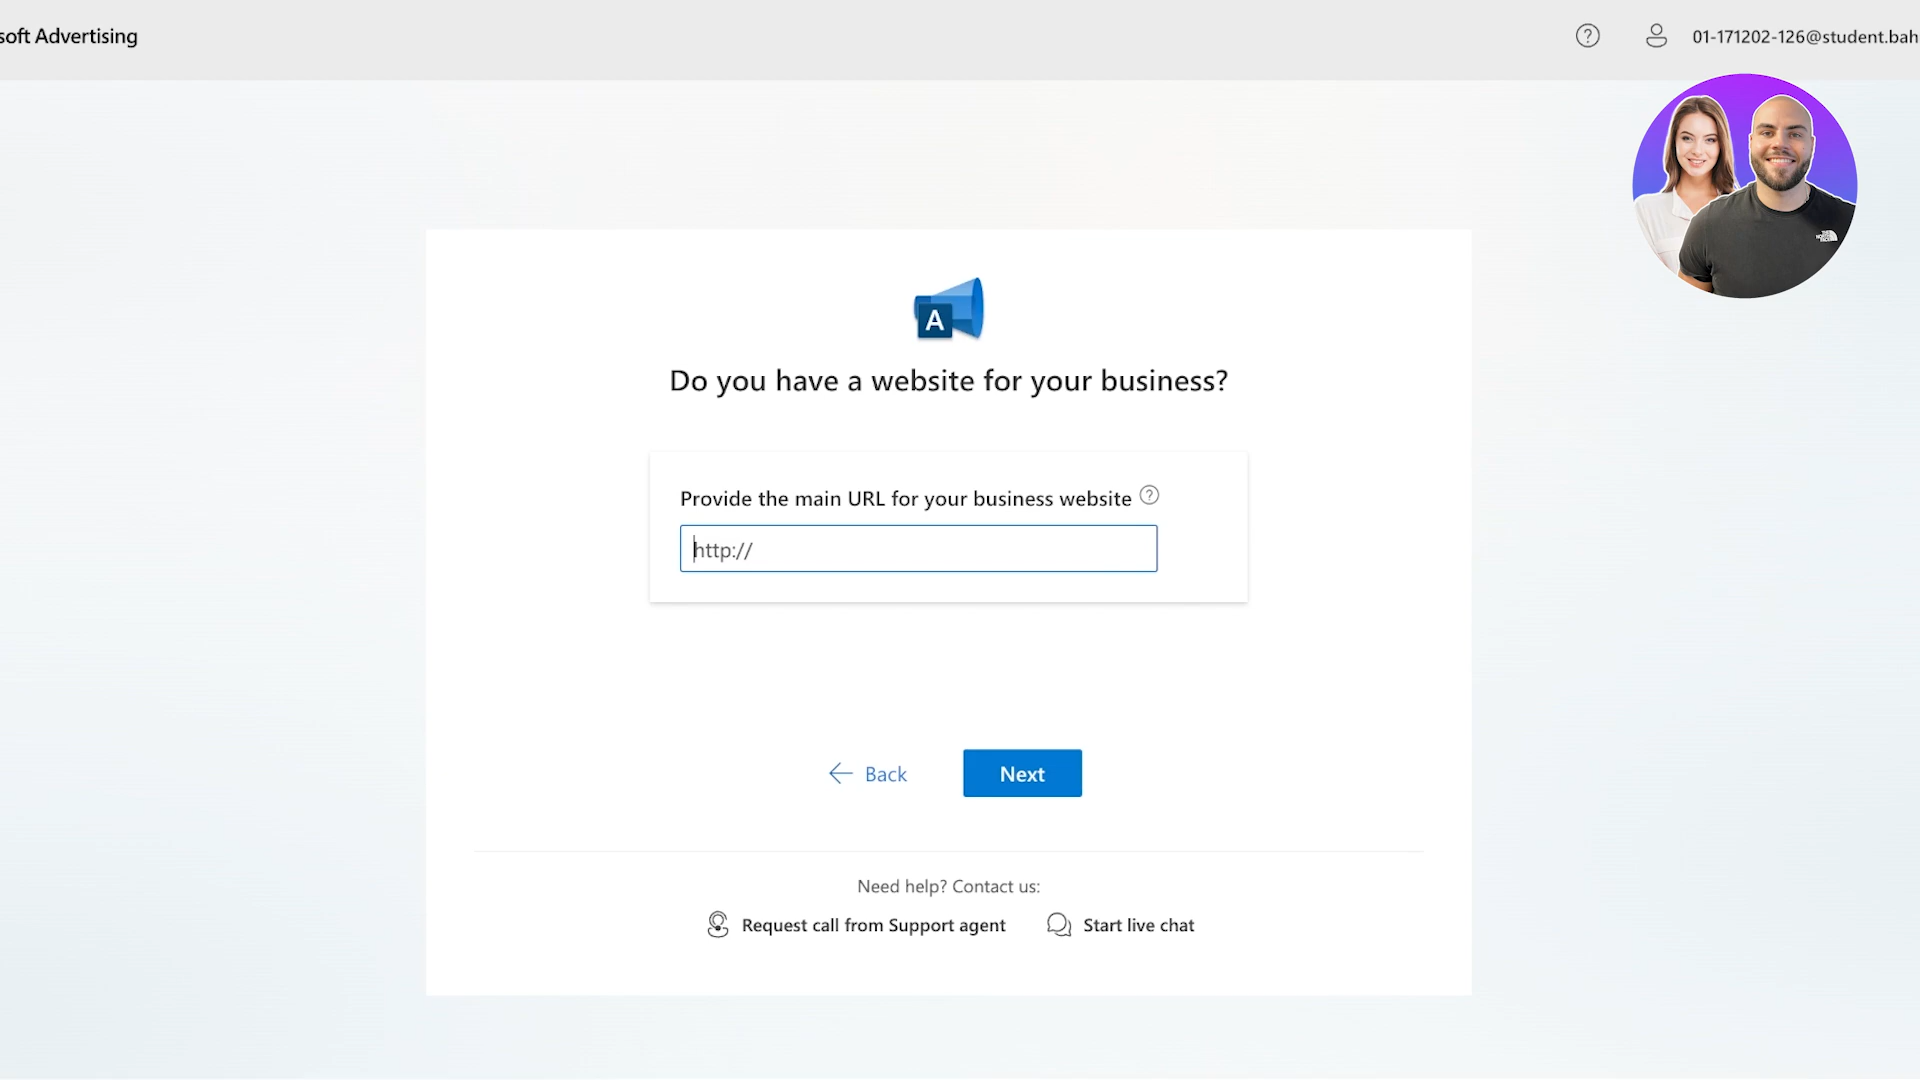 soft Advertising
01-171202-126@student.bah
A
Do you have a website for your business?
Provide the main URL for your business website
http://
Back
Next
Need help? Contact us:
Request call from Support agent
Start live chat